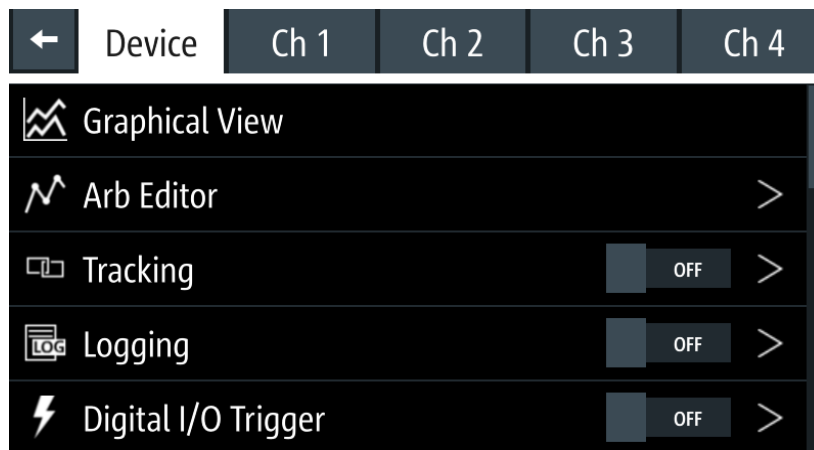 Device Ch 1 Ch 2 Ch 3 Ch 4
Graphical View
Arb Editor
Tracking OFF
LOG Logging OFF
Digital I/O Trigger OFF